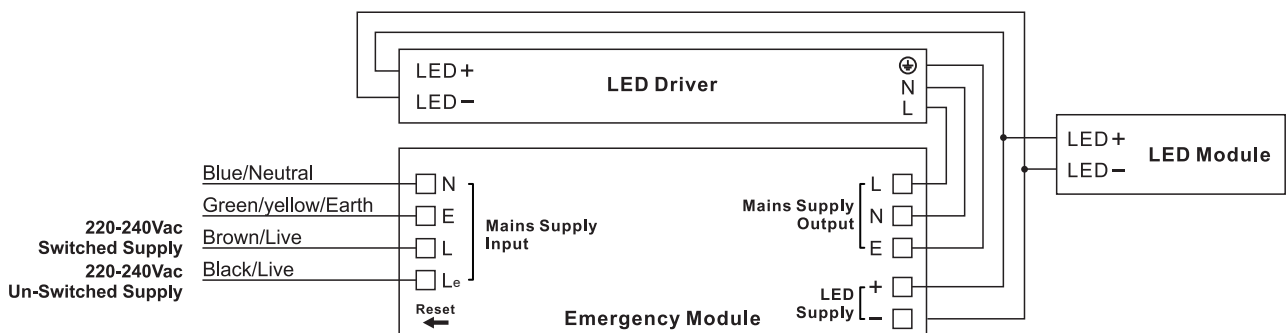 LED+
LED−
LED Driver
⏚
N
L
LED+
LED−
LED Module
Blue/Neutral
Green/yellow/Earth
220-240Vac
Switched Supply
Brown/Live
220-240Vac
Un-Switched Supply
Black/Live
N
E
L
Le
Mains Supply
Input
Reset
Emergency Module
Mains Supply
Output
L
N
E
LED
Supply
+
−